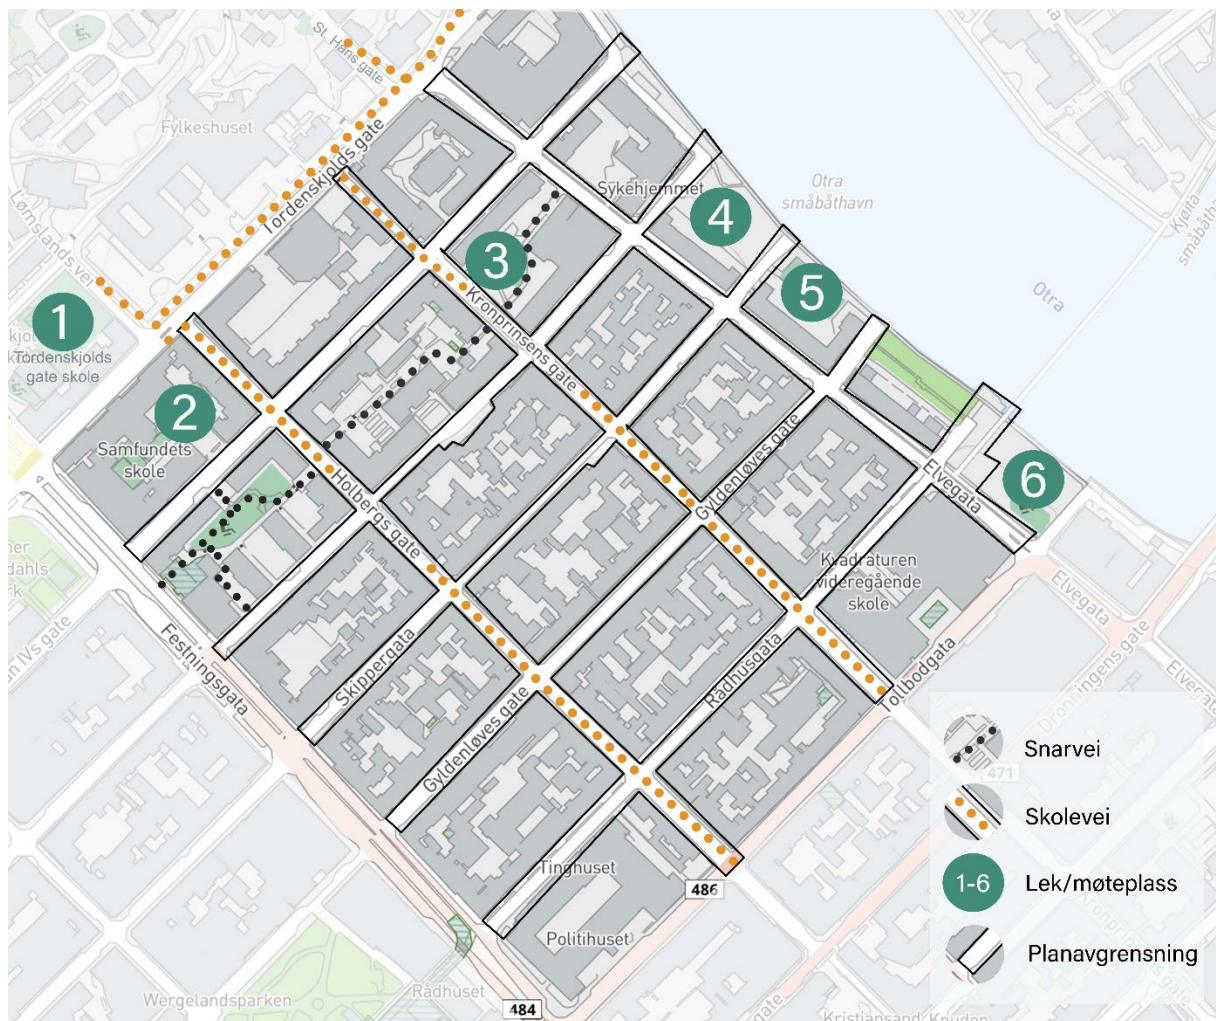 St. Hans gate
Fylkeshuset
Tordenskjolds gate
Lømslands vei
Otra
småbåthavn
Kjøita
småbåthavn
Otra
Sykehjemmet
4
3
5
1
Tordenskjolds
gate skole
2
Samfundets
skole
Kronprinsens gate
Gyldenløves gate
6
Elvegata
Holbergs gate
Kvadraturen
videregående
skole
Festningsgata
Skippergata
Rådhusgata
Tollbodgata
Elvegata
Dronningens gate
Gyldenløves gate
471
Tinghuset
486
Politihuset
Wergelandsparken
Rådhuset
484
Snarvei
Skolevei
1-6
Lek/møteplass
Planavgrensning